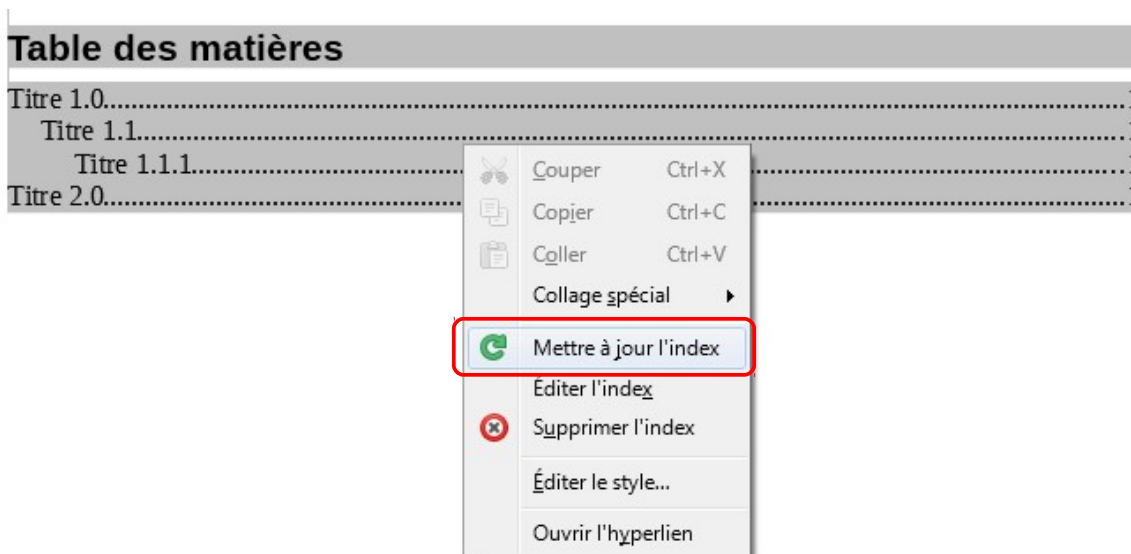 Table des matières
Titre 1.0
Titre 1.1
Titre 1.1.1
Titre 2.0
Couper Ctrl+X
Copier Ctrl+C
Coller Ctrl+V
Collage spécial
Mettre à jour l'index
Éditer l'index
Supprimer l'index
Éditer le style...
Ouvrir l'hyperlien